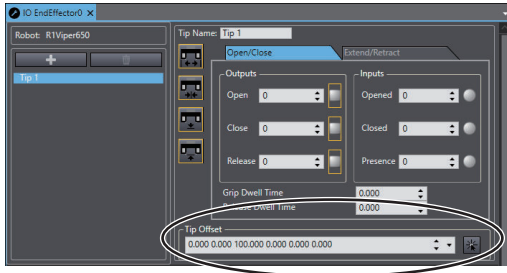 IO EndEffector0 ×
Robot: R1Viper650
Tip 1
Tip Name: Tip 1
Open/Close Extend/Retract
Outputs Inputs
Open 0 Opened 0
Close 0 Closed 0
Release 0 Presence 0
Grip Dwell Time 0.000
Dwell Time 0.000
Tip Offset
0.000 0.000 100.000 0.000 0.000 0.000